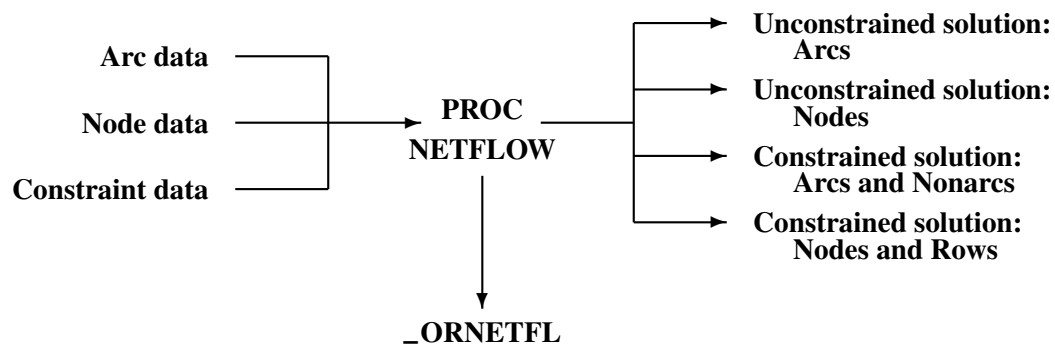 Arc data
Node data
Constraint data
PROC
NETFLOW
_ORNETFL
Unconstrained solution:
Arcs
Unconstrained solution:
Nodes
Constrained solution:
Arcs and Nonarcs
Constrained solution:
Nodes and Rows